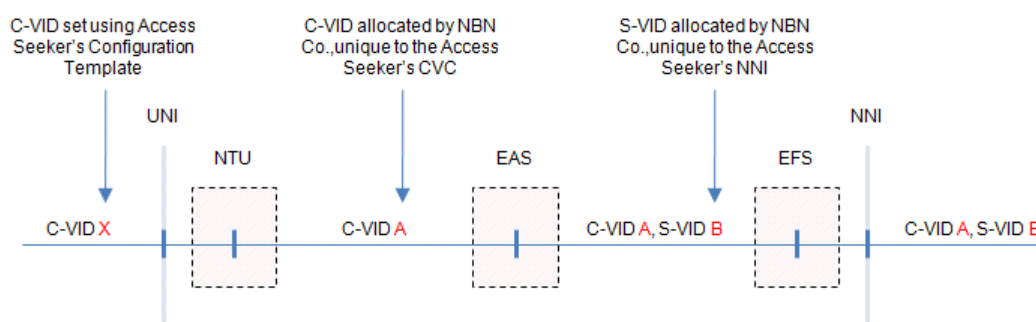 C-VID set using Access
Seeker's Configuration
Template
C-VID allocated by NBN
Co.,unique to the Access
Seeker's CVC
S-VID allocated by NBN
Co.,unique to the Access
Seeker's NNI
UNI
NNI
NTU
EAS
EFS
C-VID X
C-VID A
C-VID A, S-VID B
C-VID A, S-VID B